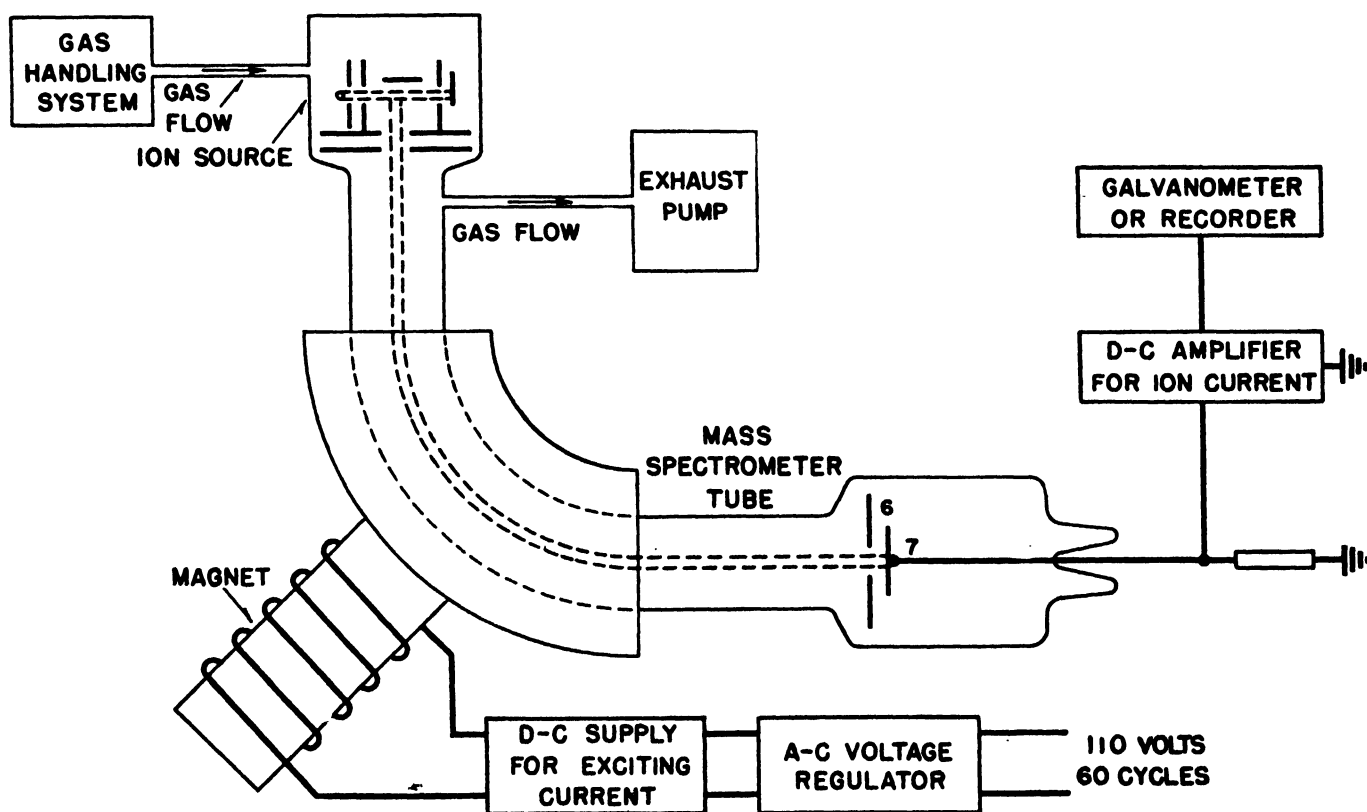 GAS
HANDLING
SYSTEM
GAS
FLOW
ION SOURCE
EXHAUST
PUMP
GAS FLOW
GALVANOMETER
OR RECORDER
D-C AMPLIFIER
FOR ION CURRENT
MASS
SPECTROMETER
TUBE
6
7
MAGNET
D-C SUPPLY
FOR EXCITING
CURRENT
A-C VOLTAGE
REGULATOR
110 VOLTS
60 CYCLES